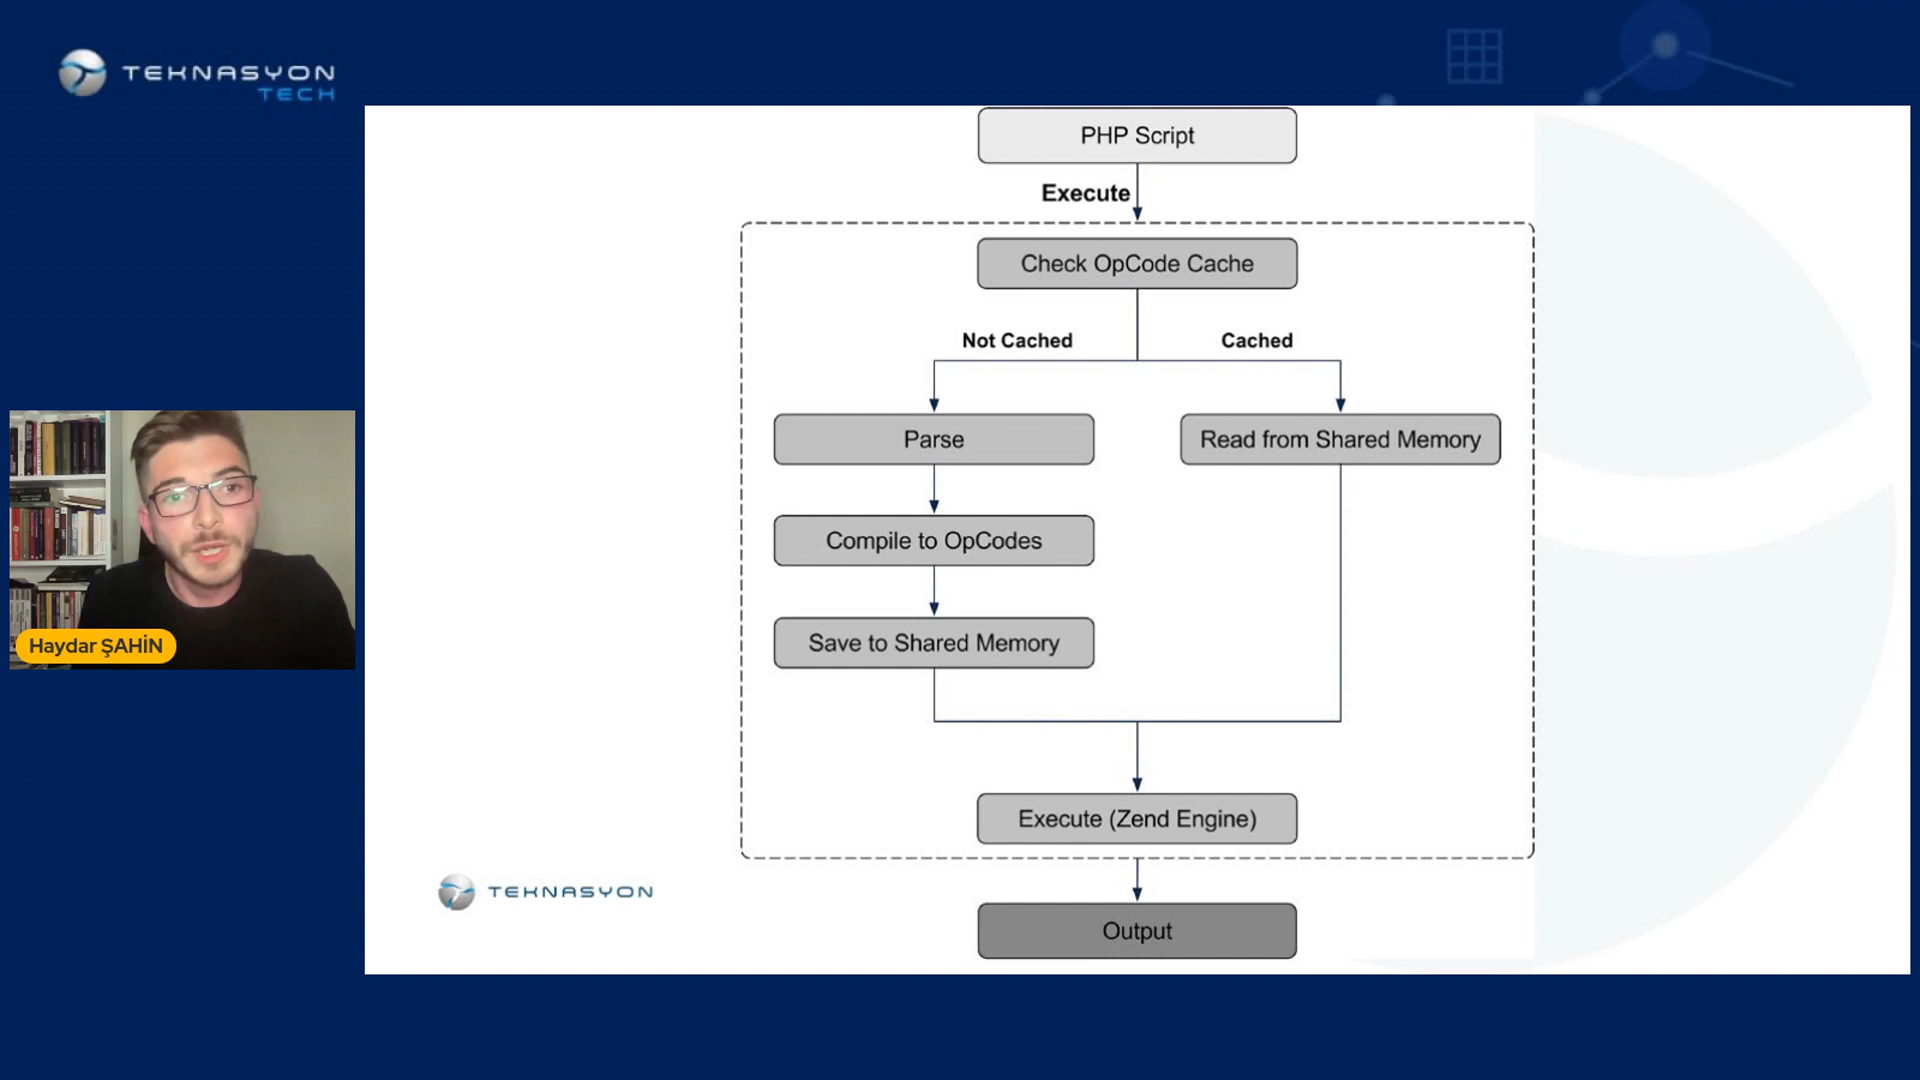 TEKNASYON
TECH
PHP Script
Execute
Check OpCode Cache
Not Cached
Cached
Parse
Read from Shared Memory
Compile to OpCodes
Save to Shared Memory
Execute (Zend Engine)
Output
Haydar ŞAHİN
TEKNASYON